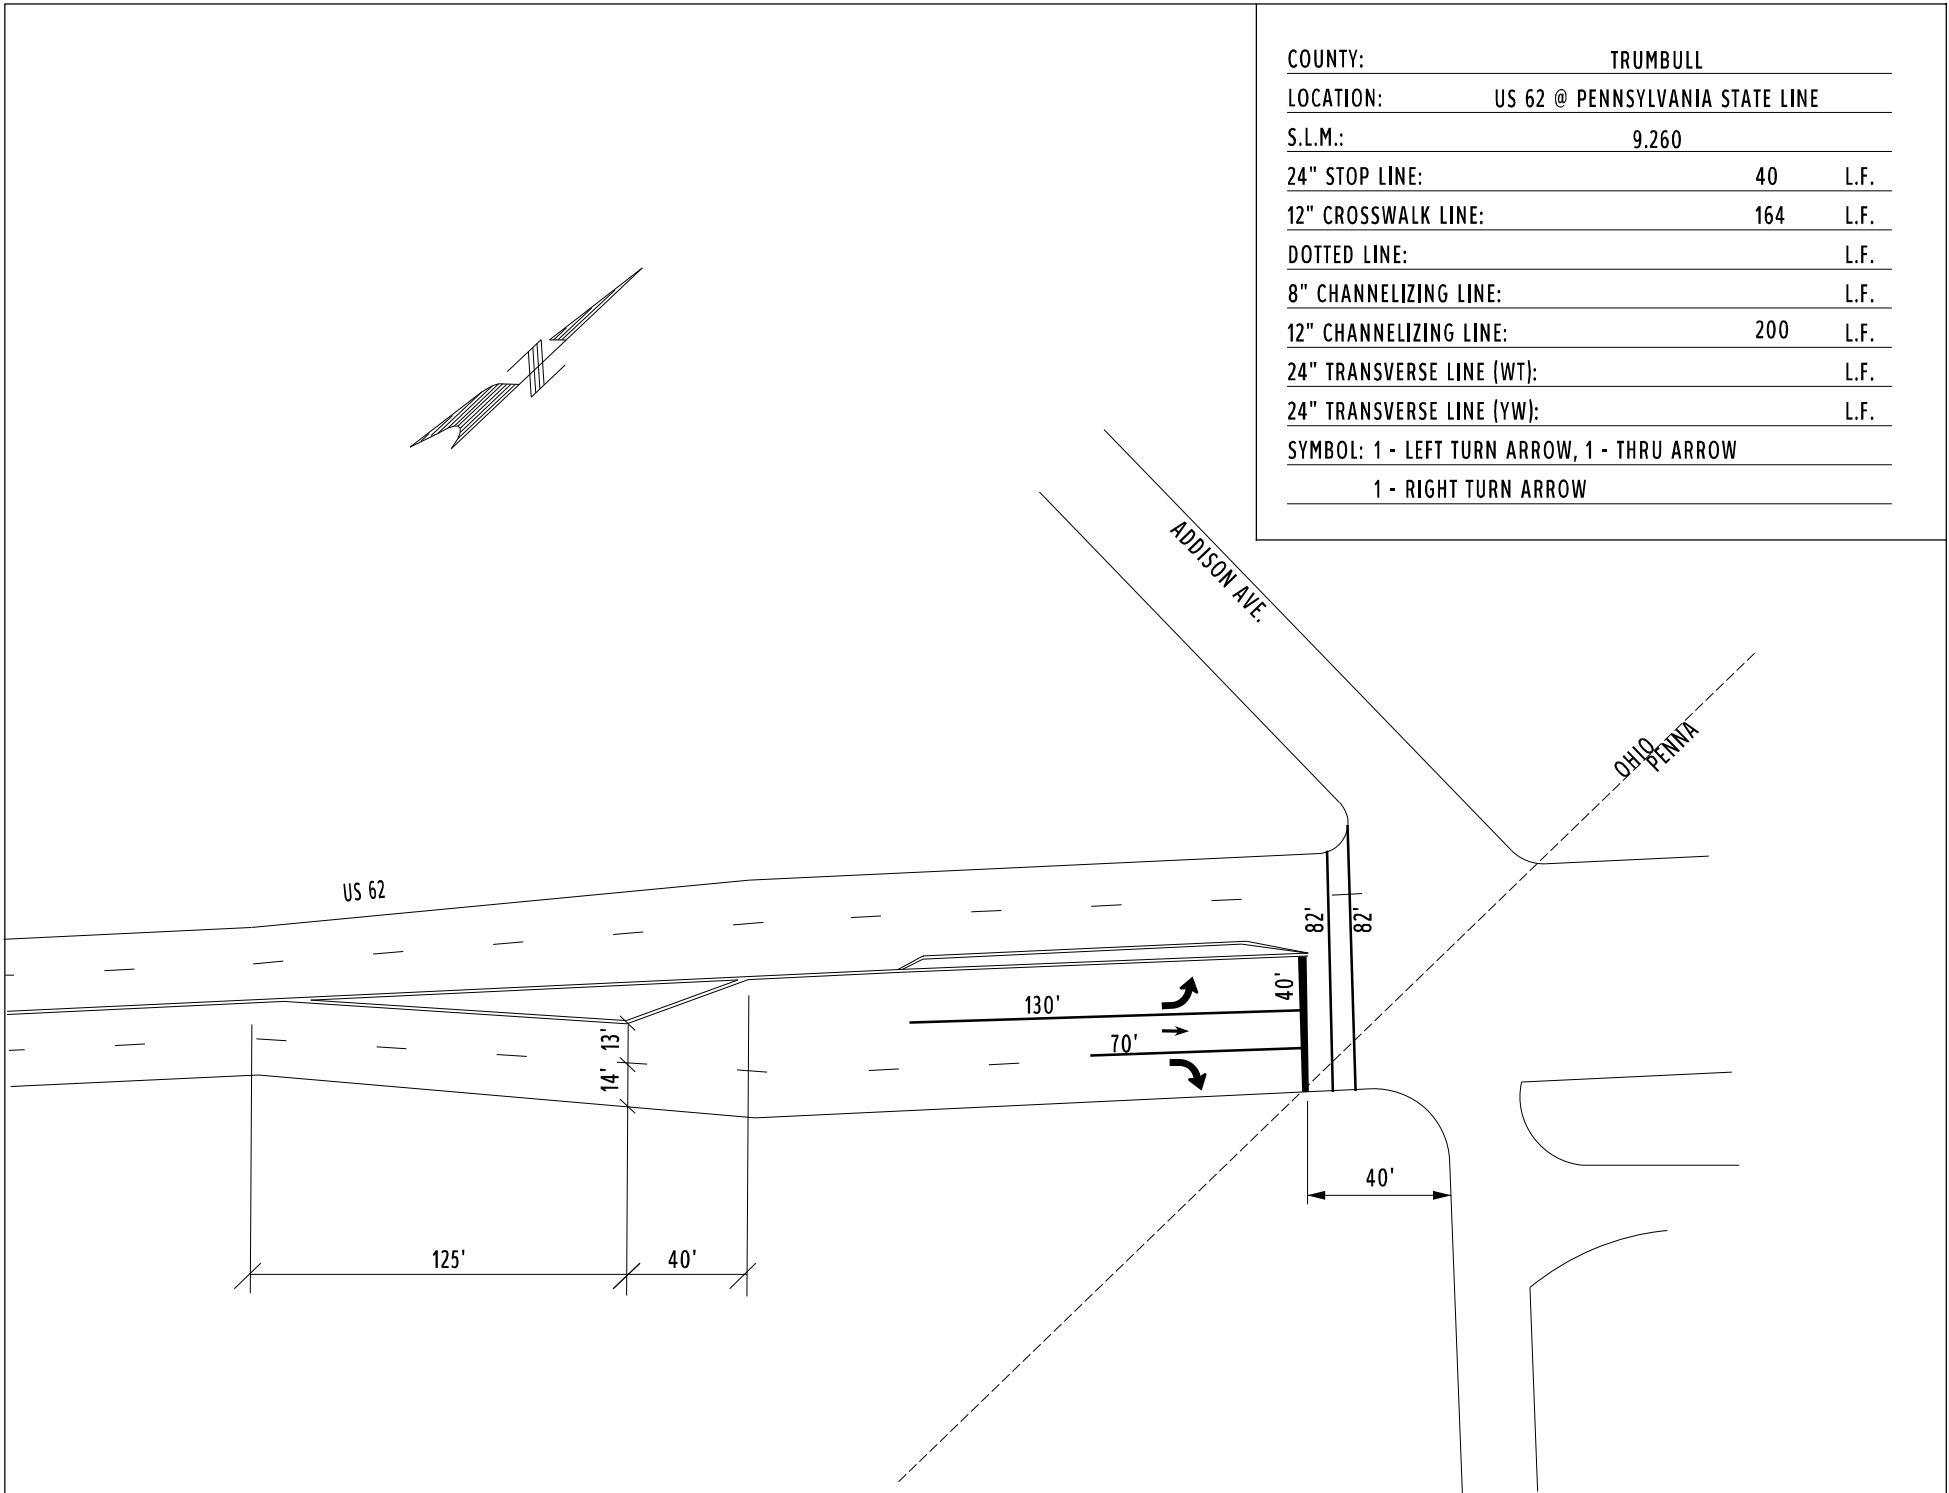 COUNTY: TRUMBULL
LOCATION: US 62 @ PENNSYLVANIA STATE LINE
S.L.M.: 9.260
24" STOP LINE: 40 L.F.
12" CROSSWALK LINE: 164 L.F.
DOTTED LINE: L.F.
8" CHANNELIZING LINE: L.F.
12" CHANNELIZING LINE: 200 L.F.
24" TRANSVERSE LINE (WT): L.F.
24" TRANSVERSE LINE (YW): L.F.
SYMBOL: 1 - LEFT TURN ARROW, 1 - THRU ARROW
1 - RIGHT TURN ARROW
ADDISON AVE.
OHIO
PENNA
US 62
82'
82'
40'
130'
70'
13'
14'
40'
125'
40'